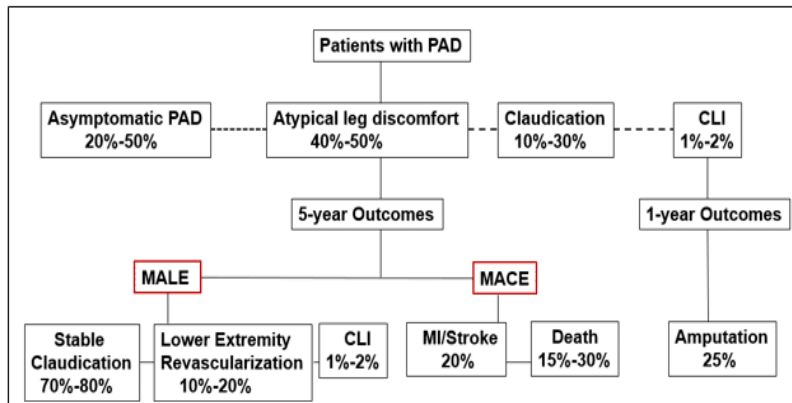 Patients with PAD
Asymptomatic PAD
20%-50%
Atypical leg discomfort
40%-50%
Claudication
10%-30%
CLI
1%-2%
5-year Outcomes
1-year Outcomes
MALE
MACE
Stable
Claudication
70%-80%
Lower Extremity
Revascularization
10%-20%
CLI
1%-2%
MI/Stroke
20%
Death
15%-30%
Amputation
25%